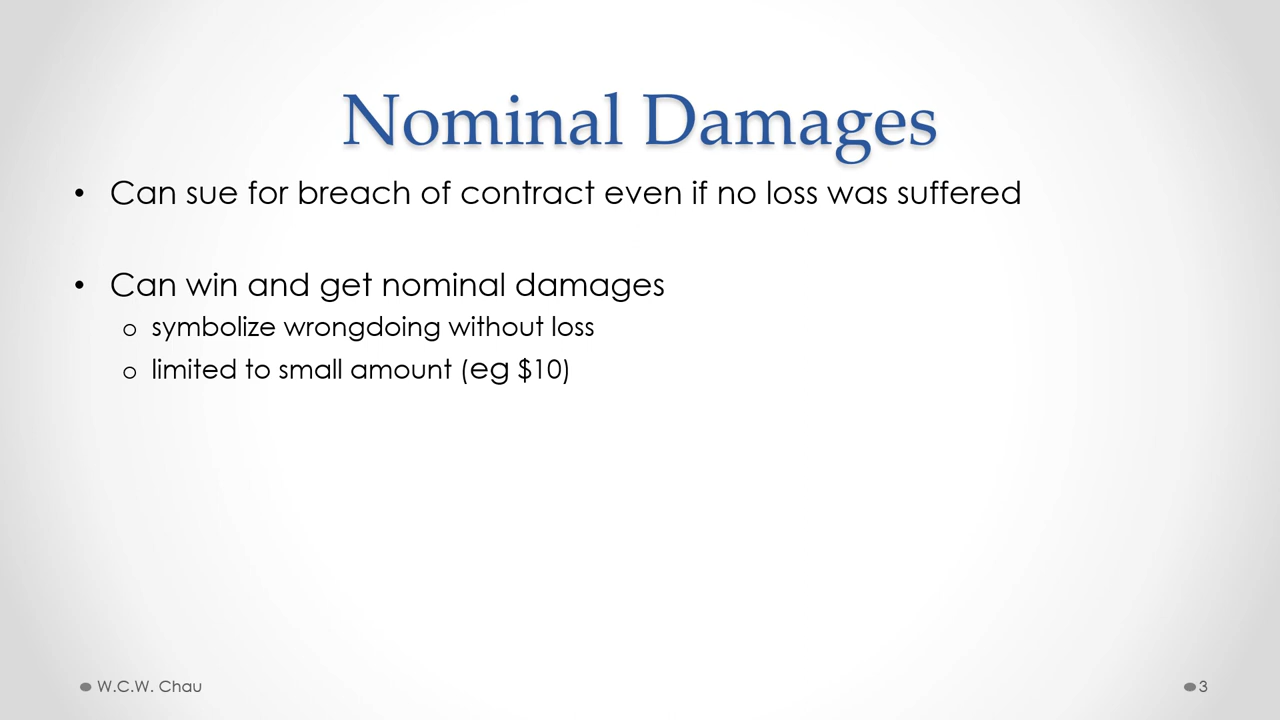 Nominal Damages
• Can sue for breach of contract even if no loss was suffered
• Can win and get nominal damages
o symbolize wrongdoing without loss
o limited to small amount (eg $10)
W.C.W. Chau
3